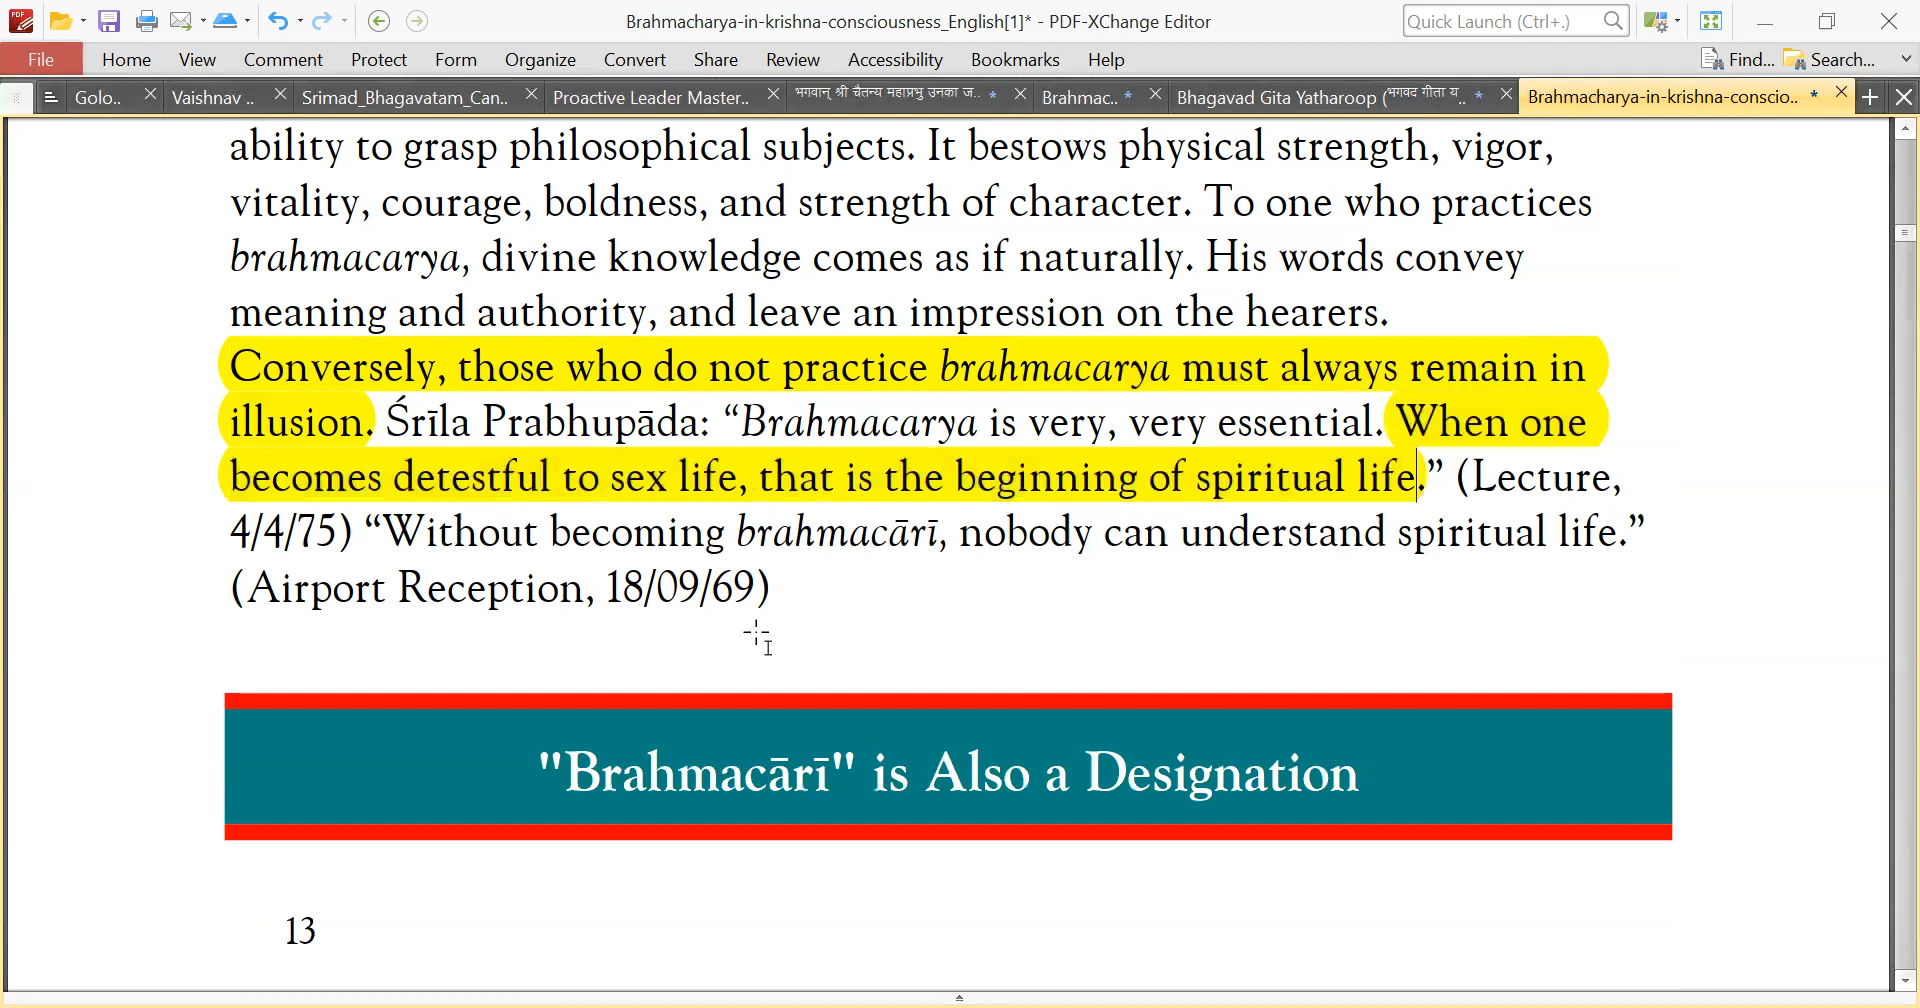 Brahmacharya-in-krishna-consciousness_English[1]* - PDF-XChange Editor
Quick Launch (Ctrl+.)
File Home View Comment Protect Form Organize Convert Share Review Accessibility Bookmarks Help Find... Search...
Golo.. Vaishnav .. Srimad_Bhagavatam_Can.. Proactive Leader Master.. भगवान् श्री चैतन्य महाप्रभु उनका ज.. * Brahmac.. * Bhagavad Gita Yatharoop (भगवद गीता य.. * Brahmacharya-in-krishna-conscio.. *
ability to grasp philosophical subjects. It bestows physical strength, vigor,
vitality, courage, boldness, and strength of character. To one who practices
brahmacarya, divine knowledge comes as if naturally. His words convey
meaning and authority, and leave an impression on the hearers.
Conversely, those who do not practice brahmacarya must always remain in
illusion. Śrīla Prabhupāda: “Brahmacarya is very, very essential. When one
becomes detestful to sex life, that is the beginning of spiritual life.” (Lecture,
4/4/75) “Without becoming brahmacārī, nobody can understand spiritual life.”
(Airport Reception, 18/09/69)
"Brahmacārī" is Also a Designation
13